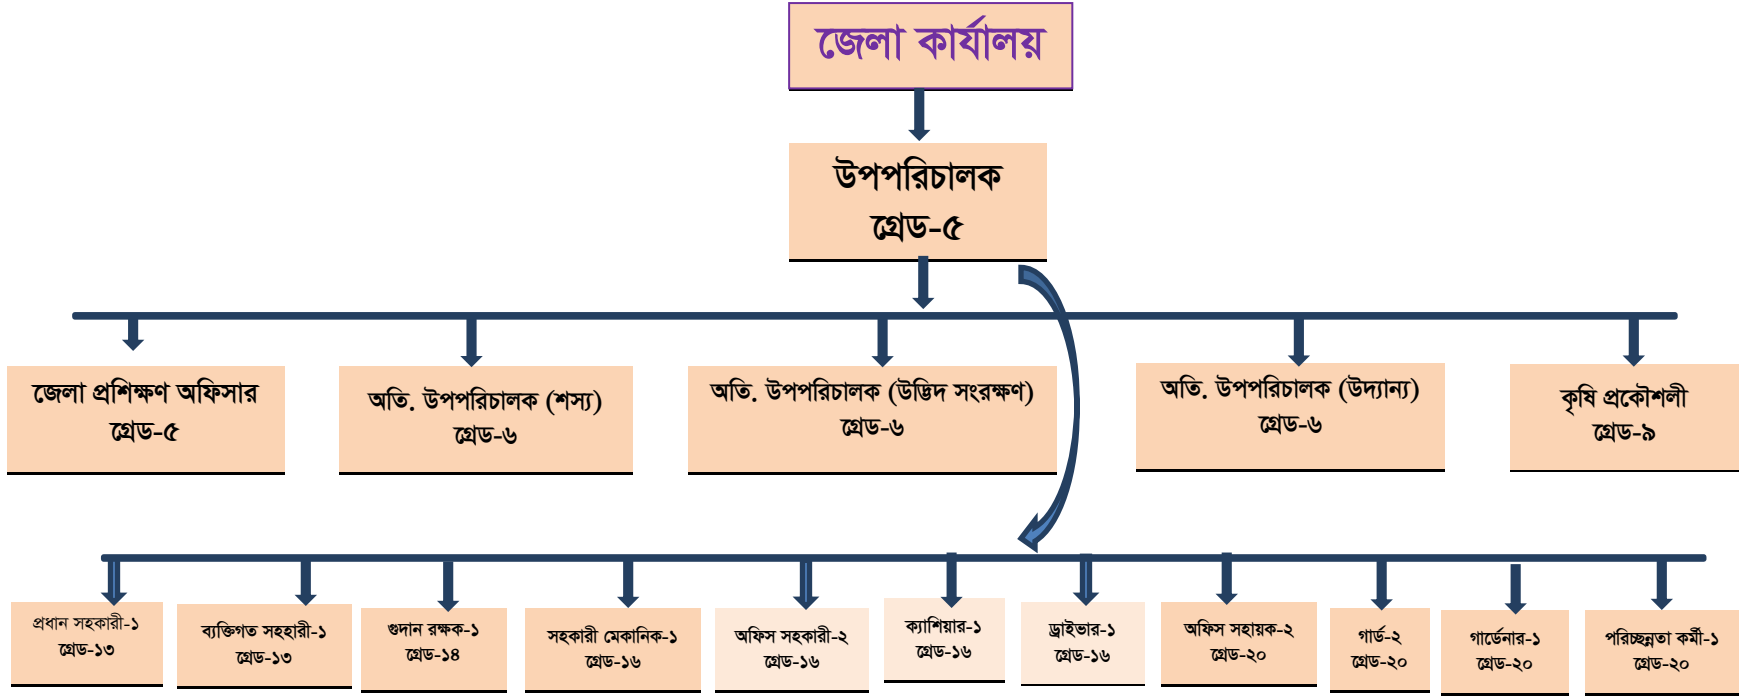 জেলা কার্যালয়
উপপরিচালক
গ্রেড-৫
জেলা প্রশিক্ষণ অফিসার
গ্রেড-৫
অতি. উপপরিচালক (শস্য)
গ্রেড-৬
অতি. উপপরিচালক (উদ্ভিদ সংরক্ষণ)
গ্রেড-৬
অতি. উপপরিচালক (উদ্যান্য)
গ্রেড-৬
কৃষি প্রকৌশলী
গ্রেড-৯
প্রধান সহকারী-১
গ্রেড-১৩
ব্যক্তিগত সহহারী-১
গ্রেড-১৩
গুদান রক্ষক-১
গ্রেড-১৪
সহকারী মেকানিক-১
গ্রেড-১৬
অফিস সহকারী-২
গ্রেড-১৬
ক্যাশিয়ার-১
গ্রেড-১৬
ড্রাইভার-১
গ্রেড-১৬
অফিস সহায়ক-২
গ্রেড-২০
গার্ড-২
গ্রেড-২০
গার্ডেনার-১
গ্রেড-২০
পরিচ্ছন্নতা কর্মী-১
গ্রেড-২০